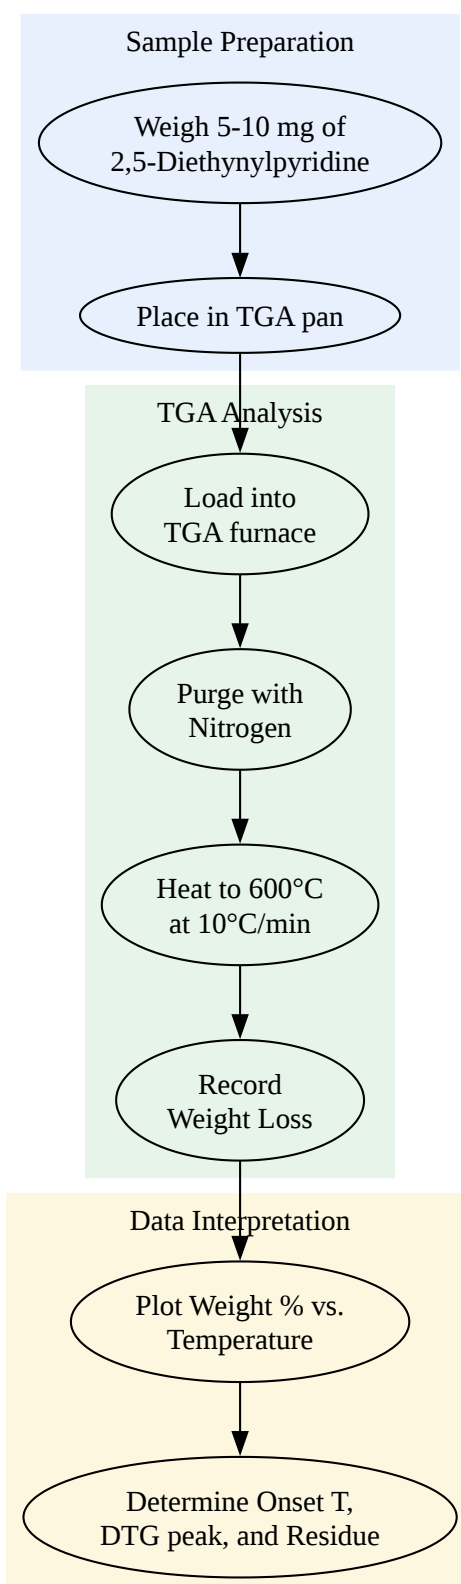 Sample Preparation
Weigh 5-10 mg of
2,5-Diethynylpyridine
Place in TGA pan
TGA Analysis
Load into
TGA furnace
Purge with
Nitrogen
Heat to 600°C
at 10°C/min
Record
Weight Loss
Data Interpretation
Plot Weight % vs.
Temperature
Determine Onset T,
DTG peak, and Residue